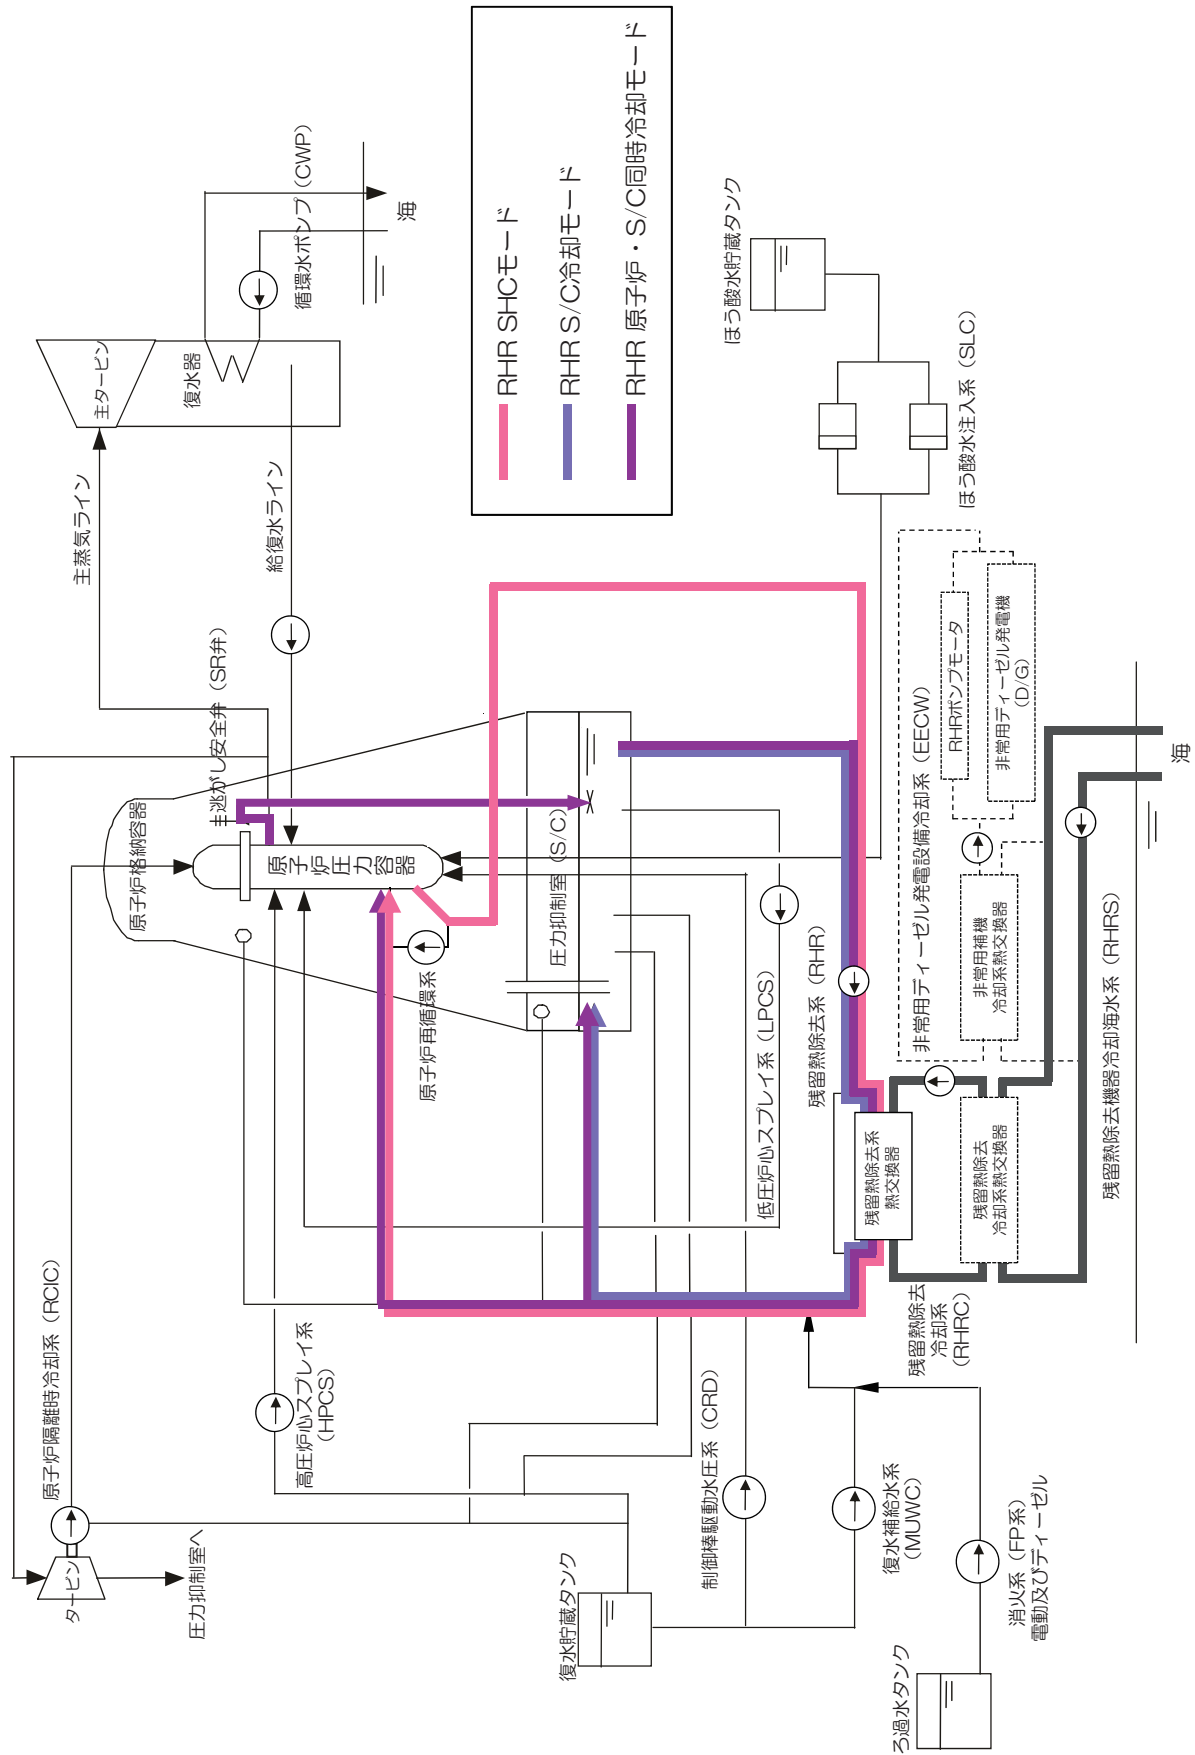 原子炉隔離時冷却系（RCIC）
タービン
圧力抑制室へ
主蒸気ライン
主タービン
復水器
循環水ポンプ（CWP）
海
給復水ライン
主逃がし安全弁（SR弁）
原子炉格納容器
原子炉圧力容器
原子炉再循環系
高圧炉心スプレイ系
（HPCS）
圧力抑制室（S/C）
RHR SHCモード
RHR S/C冷却モード
RHR 原子炉・S/C同時冷却モード
復水貯蔵タンク
制御棒駆動水圧系（CRD）
低圧炉心スプレイ系（LPCS）
残留熱除去系（RHR）
ほう酸水貯蔵タンク
ほう酸水注入系（SLC）
復水補給水系
（MUWC）
残留熱除去系
熱交換器
残留熱除去
冷却系
（RHRC）
非常用ディーゼル発電設備冷却系（EECW）
RHRポンプモータ
非常用ディーゼル発電機
（D/G）
非常用補機
冷却系熱交換器
残留熱除去
冷却系熱交換器
ろ過水タンク
消火系（FP系）
電動及びディーゼル
残留熱除去機器冷却海水系（RHRS）
海